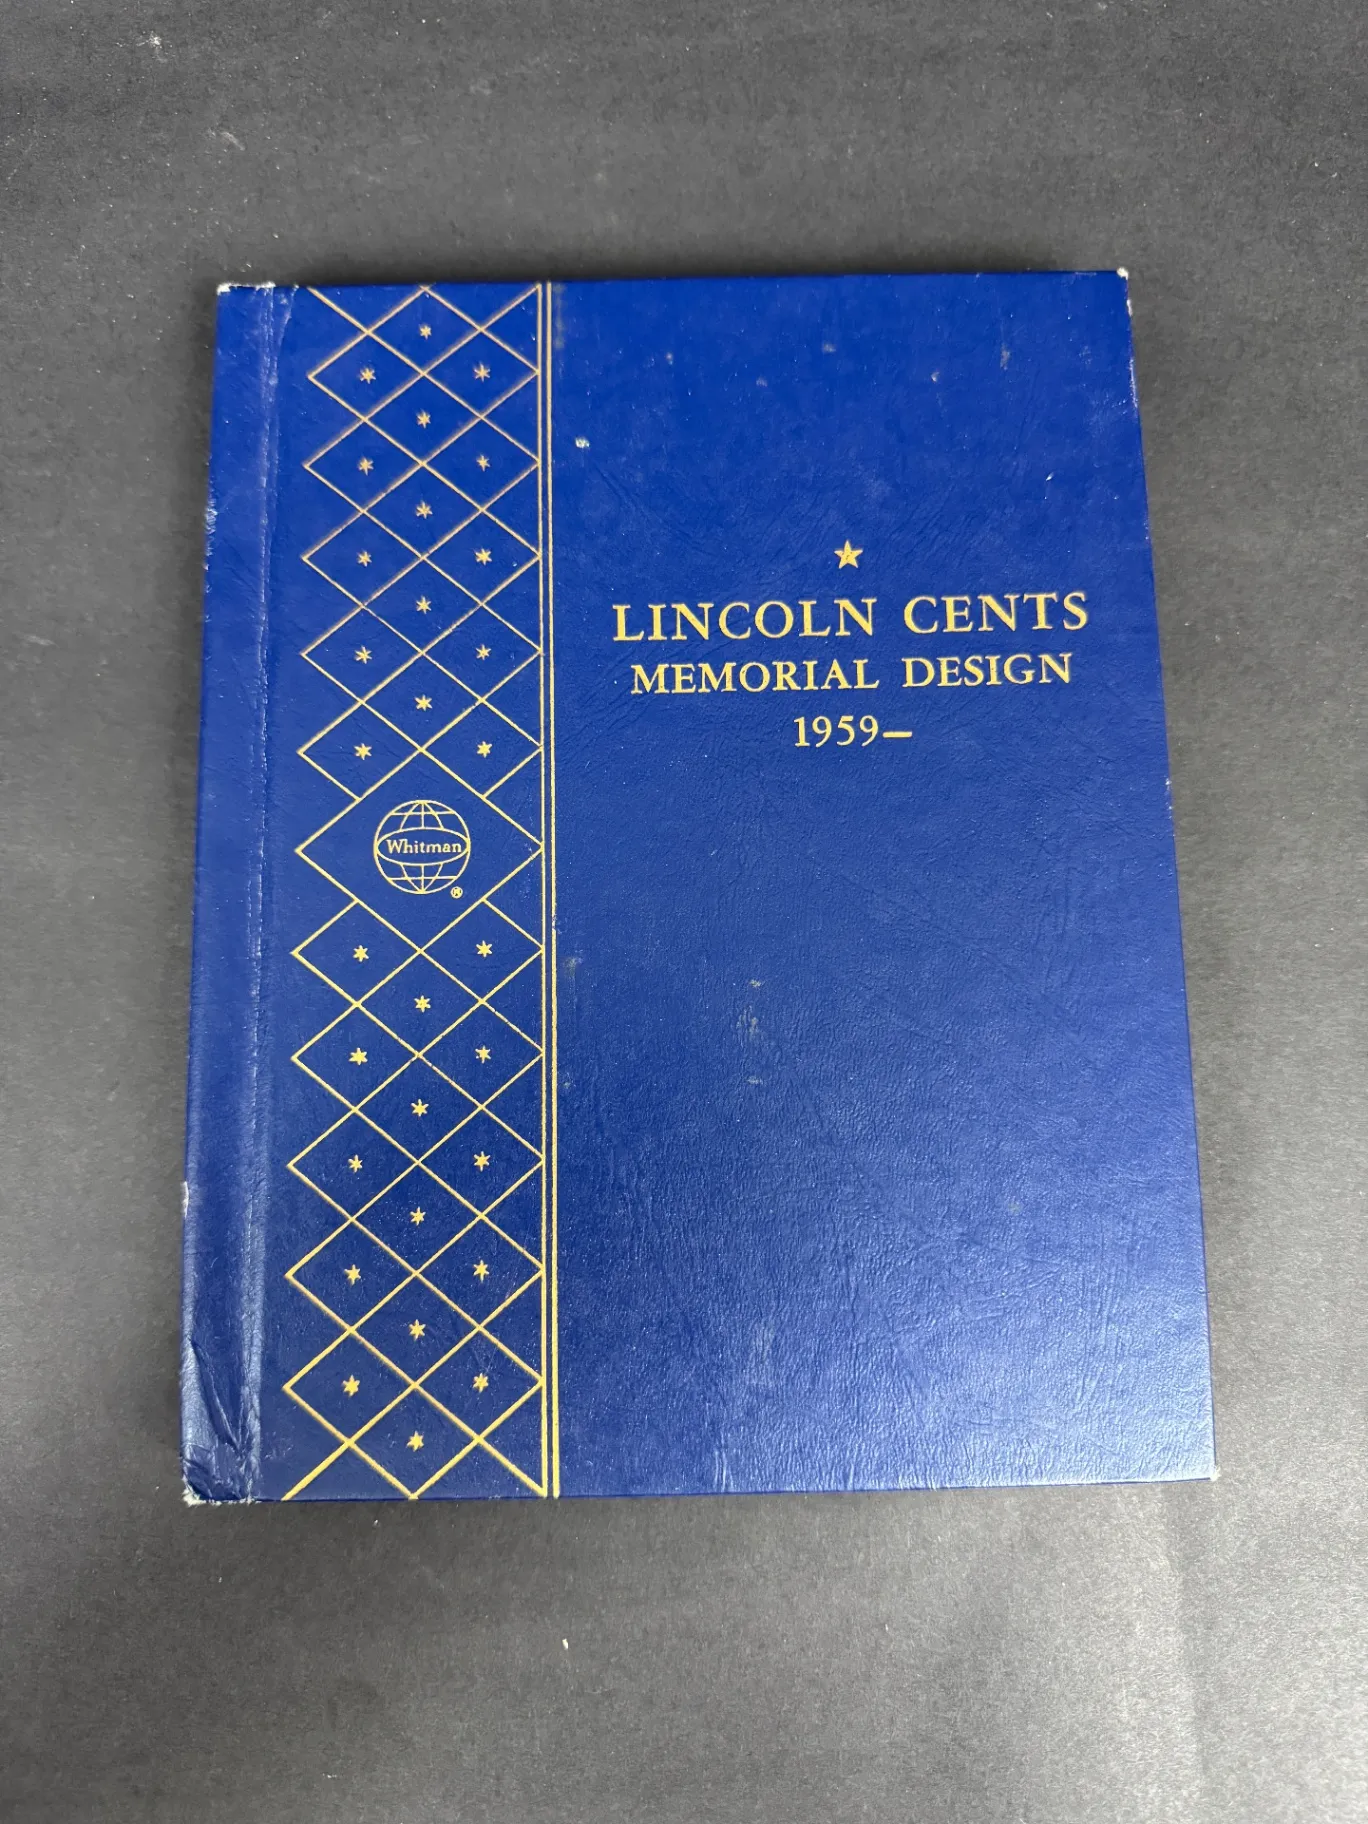 LINCOLN CENTS
MEMORIAL DESIGN
1959—
Whitman
®